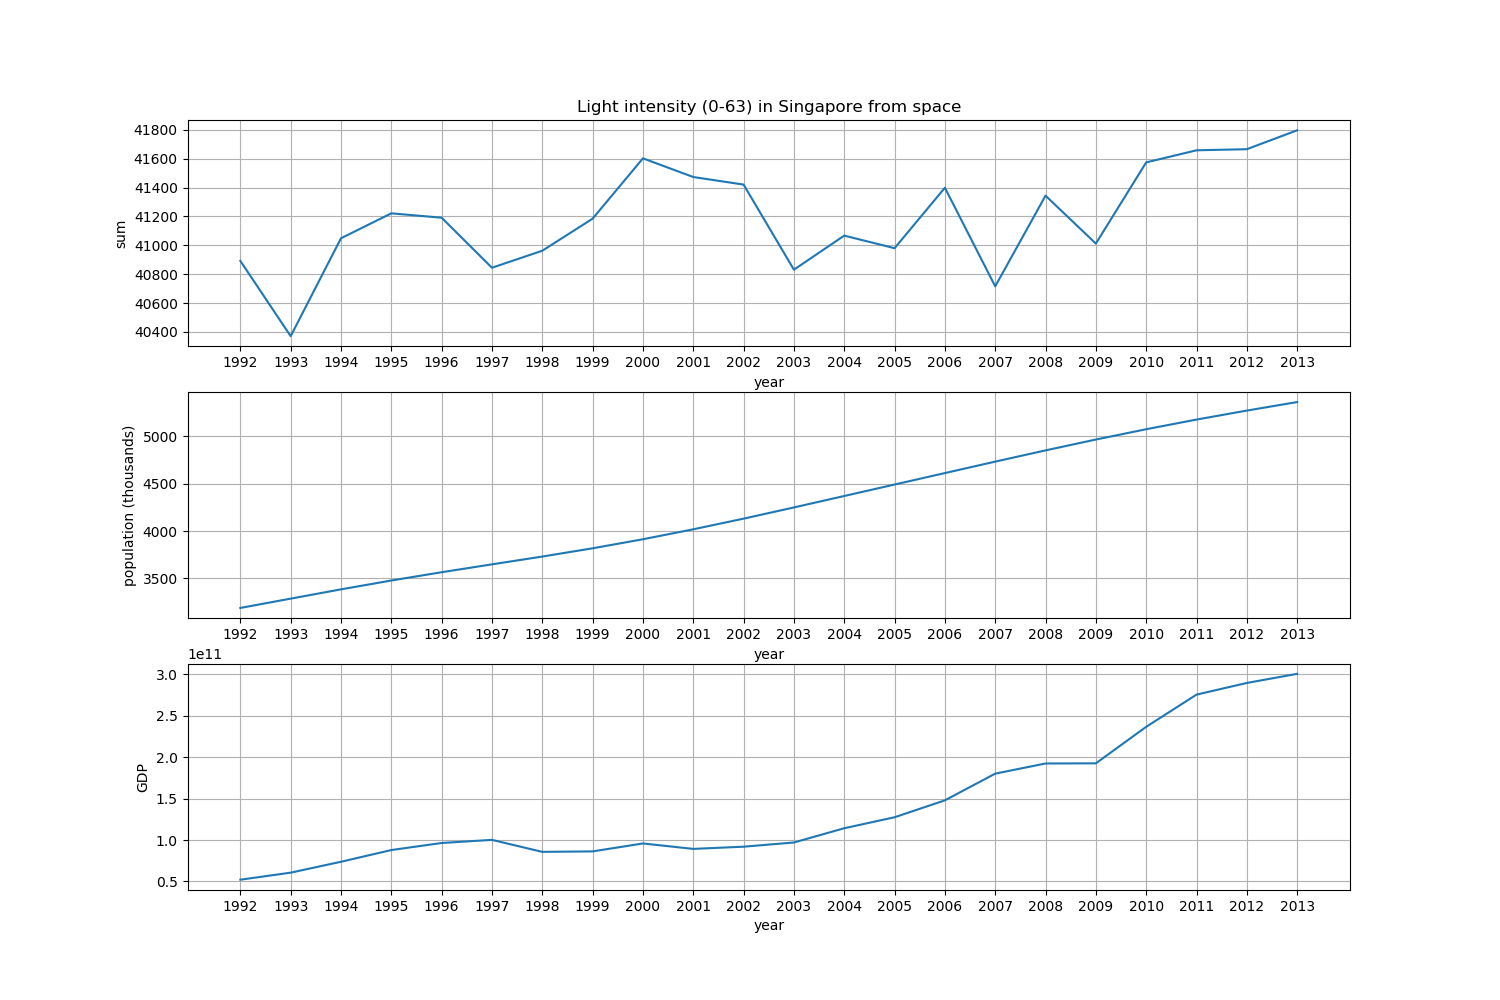 Light intensity (0-63) in Singapore from space
41800
41600
41400
41200
41000
40800
40600
40400
sum
1992 1993 1994 1995 1996 1997 1998 1999 2000 2001 2002 2003 2004 2005 2006 2007 2008 2009 2010 2011 2012 2013
year
5000
4500
4000
3500
population (thousands)
1992 1993 1994 1995 1996 1997 1998 1999 2000 2001 2002 2003 2004 2005 2006 2007 2008 2009 2010 2011 2012 2013
year
1e11
3.0
2.5
2.0
1.5
1.0
0.5
GDP
1992 1993 1994 1995 1996 1997 1998 1999 2000 2001 2002 2003 2004 2005 2006 2007 2008 2009 2010 2011 2012 2013
year